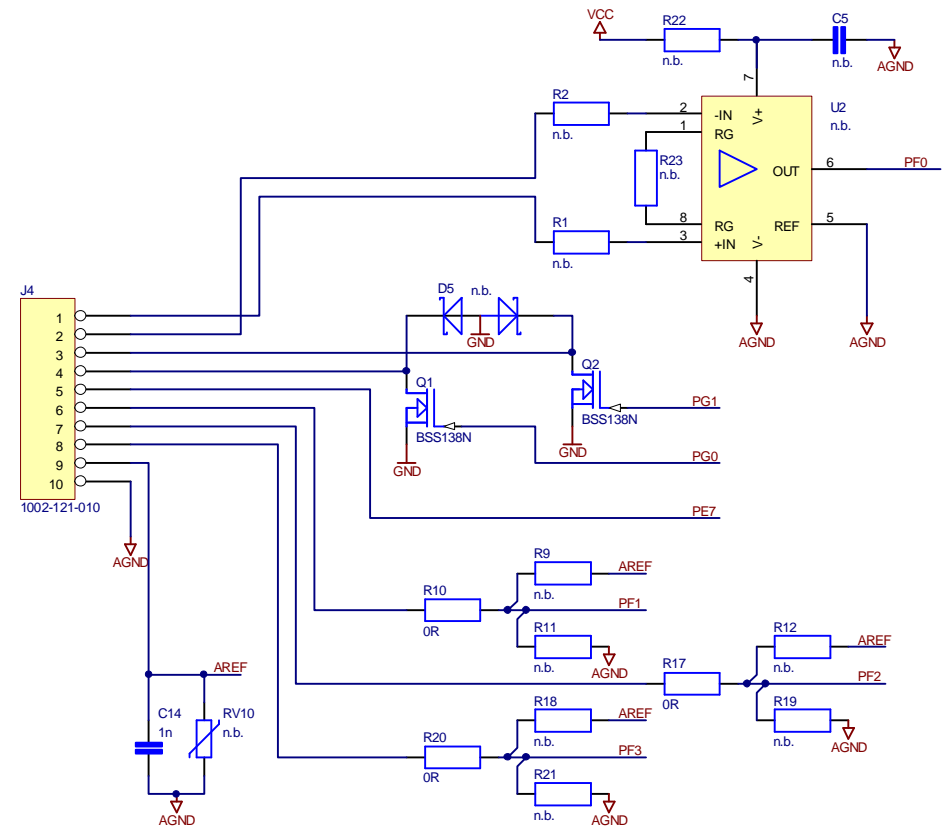 VCC
R22
n.b.
C5
n.b.
AGND
7
R2
n.b.
2
-IN
V+
U2
n.b.
1
RG
R23
n.b.
OUT
6
PF0
8
RG
REF
5
R1
n.b.
3
+IN
V-
4
AGND
AGND
J4
D5
n.b.
GND
1
2
3
4
5
6
7
8
9
10
1002-121-010
AGND
Q1
BSS138N
GND
Q2
BSS138N
GND
PG1
PG0
PE7
R9
n.b.
AREF
R10
0R
PF1
R11
n.b.
AGND
R12
n.b.
AREF
R17
0R
PF2
R19
n.b.
AGND
AREF
C14
1n
RV10
n.b.
AGND
R18
n.b.
AREF
R20
0R
PF3
R21
n.b.
AGND